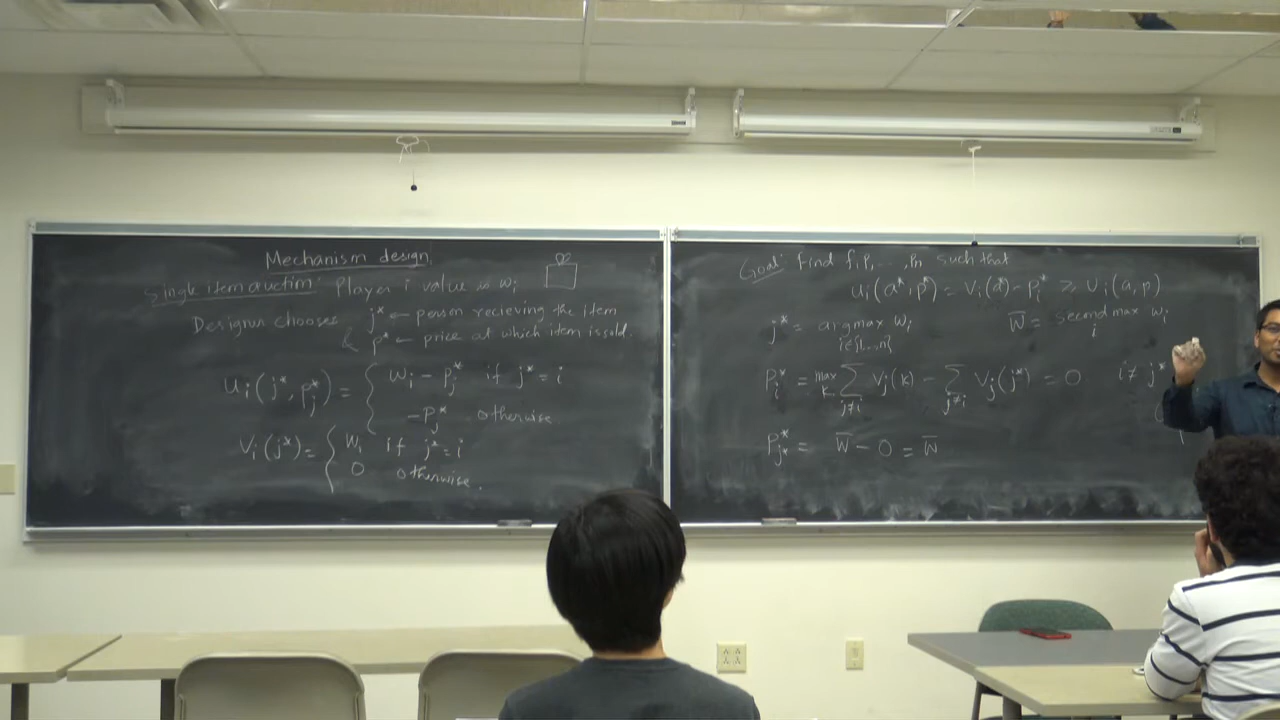 Mechanism design
Single item auction: Player i value is wᵢ
Designer chooses j* ← person recieving the item
& p* ← price at which item is sold.
uᵢ(j*, pⱼ*) = { wᵢ − pⱼ* if j* = i
−pⱼ* otherwise
Vᵢ(j*) = { wᵢ if j* = i
0 otherwise.
Goal: Find f, p, ..., pₙ such that
uᵢ(a*, p*) = Vᵢ(a*) − pᵢ* ≥ uᵢ(a, p)
j* = argmax wᵢ
i∈{1,...,n}
w̅ = second max wᵢ
i
pᵢ* = max Σ Vⱼ(k) − Σ Vⱼ(j*) = 0 i ≠ j*
k j≠i j≠i
pⱼ* = w̅ − 0 = w̅